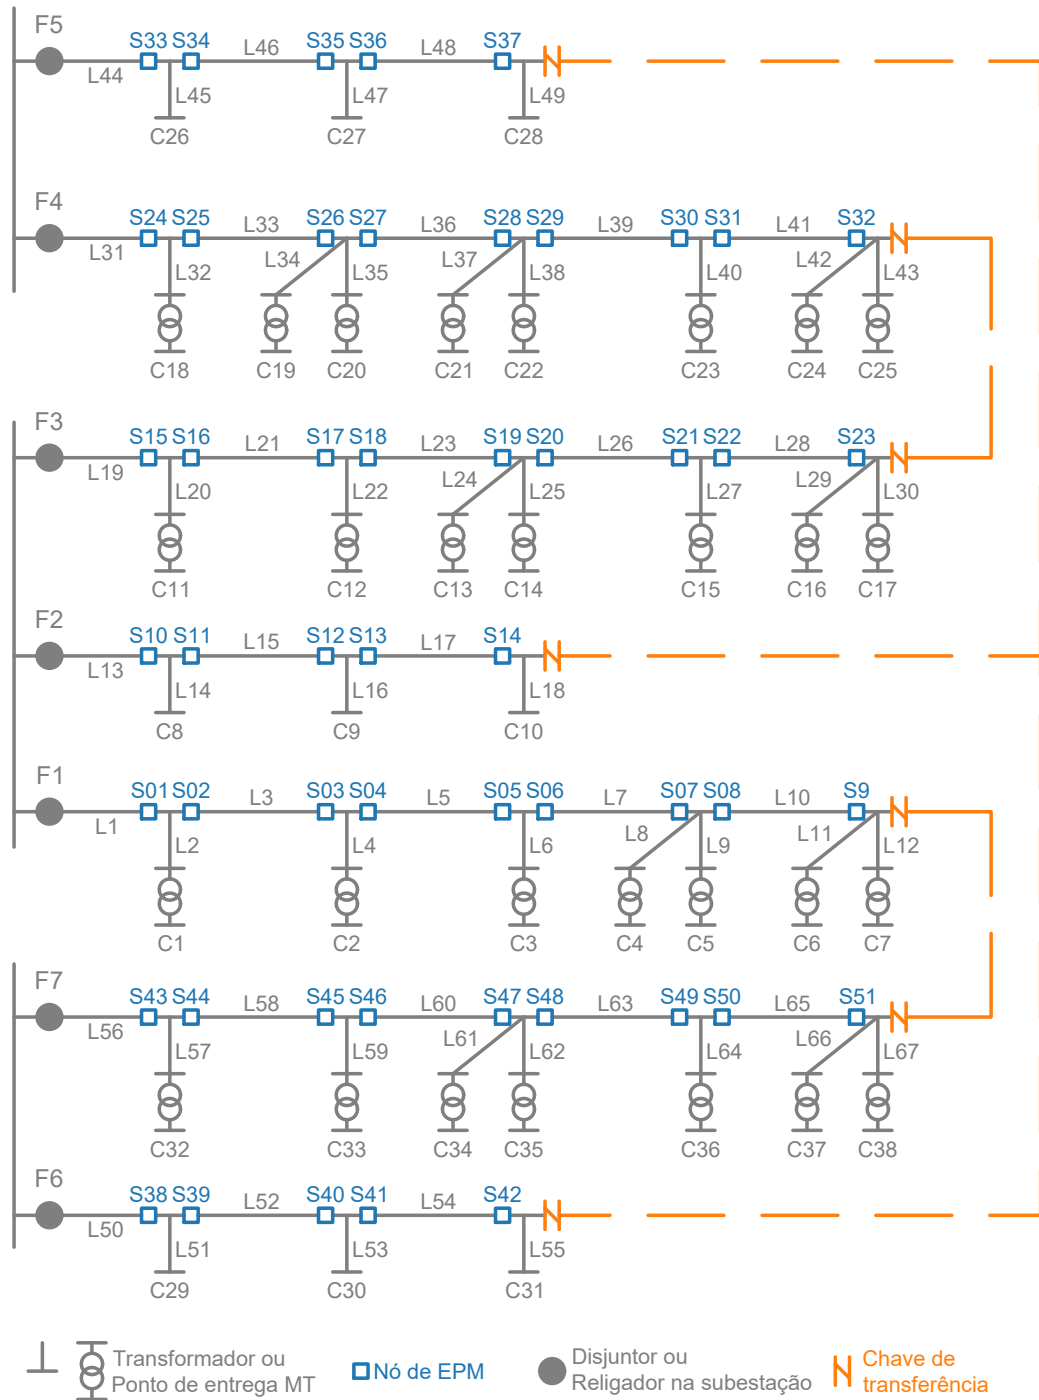 F5
S33 S34 L46 S35 S36 L48 S37
L44 L45 L47 L49
C26 C27 C28
F4
S24 S25 L33 S26 S27 L36 S28 S29 L39 S30 S31 L41 S32
L31 L32 L34 L35 L37 L38 L40 L42 L43
C18 C19 C20 C21 C22 C23 C24 C25
F3
S15 S16 L21 S17 S18 L23 S19 S20 L26 S21 S22 L28 S23
L19 L20 L22 L24 L25 L27 L29 L30
C11 C12 C13 C14 C15 C16 C17
F2
S10 S11 L15 S12 S13 L17 S14
L13 L14 L16 L18
C8 C9 C10
F1
S01 S02 L3 S03 S04 L5 S05 S06 L7 S07 S08 L10 S9
L1 L2 L4 L6 L8 L9 L11 L12
C1 C2 C3 C4 C5 C6 C7
F7
S43 S44 L58 S45 S46 L60 S47 S48 L63 S49 S50 L65 S51
L56 L57 L59 L61 L62 L64 L66 L67
C32 C33 C34 C35 C36 C37 C38
F6
S38 S39 L52 S40 S41 L54 S42
L50 L51 L53 L55
C29 C30 C31
Transformador ou
Ponto de entrega MT
Nó de EPM
Disjuntor ou
Religador na subestação
Chave de
transferência